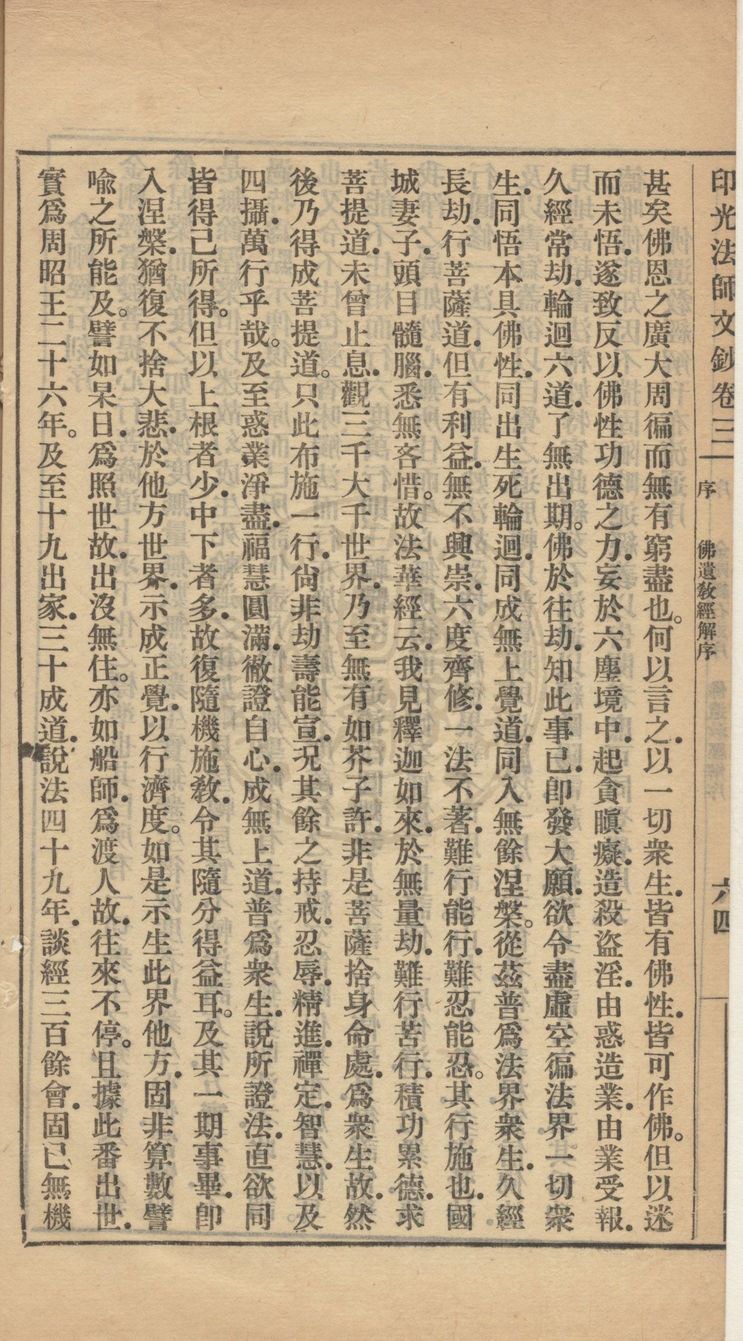 印光法師文鈔卷三 序 佛遺教經解序 六四
甚矣佛恩之廣大周徧而無有窮盡也。何以言之.以一切衆生.皆有佛性.皆可作佛。但以迷
而未悟.遂致反以佛性功德之力.妄於六塵境中.起貪瞋癡.造殺盜淫.由惑造業.由業受報.
久經常劫.輪迴六道.了無出期。佛於往劫.知此事已.卽發大願.欲令盡虛空徧法界一切衆
生.同悟本具佛性.同出生死輪迴.同成無上覺道.同入無餘涅槃。從茲普爲法界衆生.久經
長劫.行菩薩道.但有利益.無不興崇.六度齊修.一法不著.難行能行.難忍能忍。其行施也.國
城妻子.頭目髓腦.悉無吝惜。故法華經云.我見釋迦如來.於無量劫.難行苦行.積功累德.求
菩提道.未曾止息.觀三千大千世界.乃至無有如芥子許.非是菩薩捨身命處.爲衆生故.然
後乃得成菩提道。只此布施一行.尙非劫壽能宣.況其餘之持戒.忍辱.精進.禪定.智慧.以及
四攝.萬行乎哉。及至惑業淨盡.福慧圓滿.徹證自心.成無上道.普爲衆生.說所證法.直欲同
皆得己所得。但以上根者少.中下者多.故復隨機施敎.令其隨分得益耳。及其一期事畢.卽
入涅槃.猶復不捨大悲.於他方世界.示成正覺.以行濟度。如是示生此界他方.固非算數譬
喩之所能及。譬如杲日.爲照世故.出沒無住。亦如船師.爲渡人故.往來不停。且據此番出世.
實爲周昭王二十六年。及至十九出家.三十成道.說法四十九年.談經三百餘會.固已無機